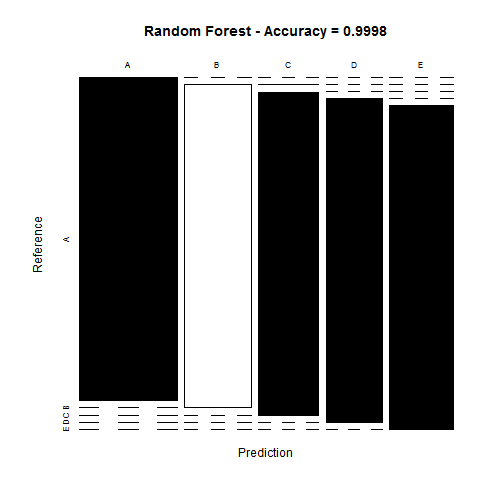 Random Forest - Accuracy = 0.9998
A B C D E
Reference
A
E D C B
Prediction